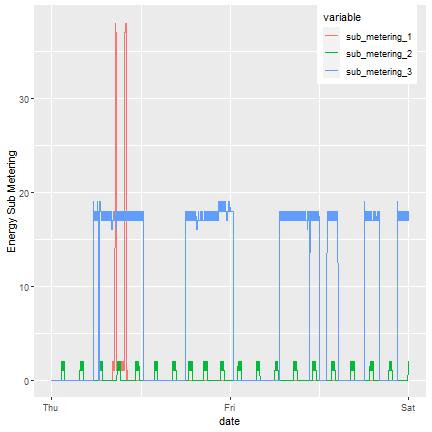 variable
sub_metering_1
sub_metering_2
sub_metering_3
30
20
10
0
Energy Sub Metering
Thu
Fri
Sat
date